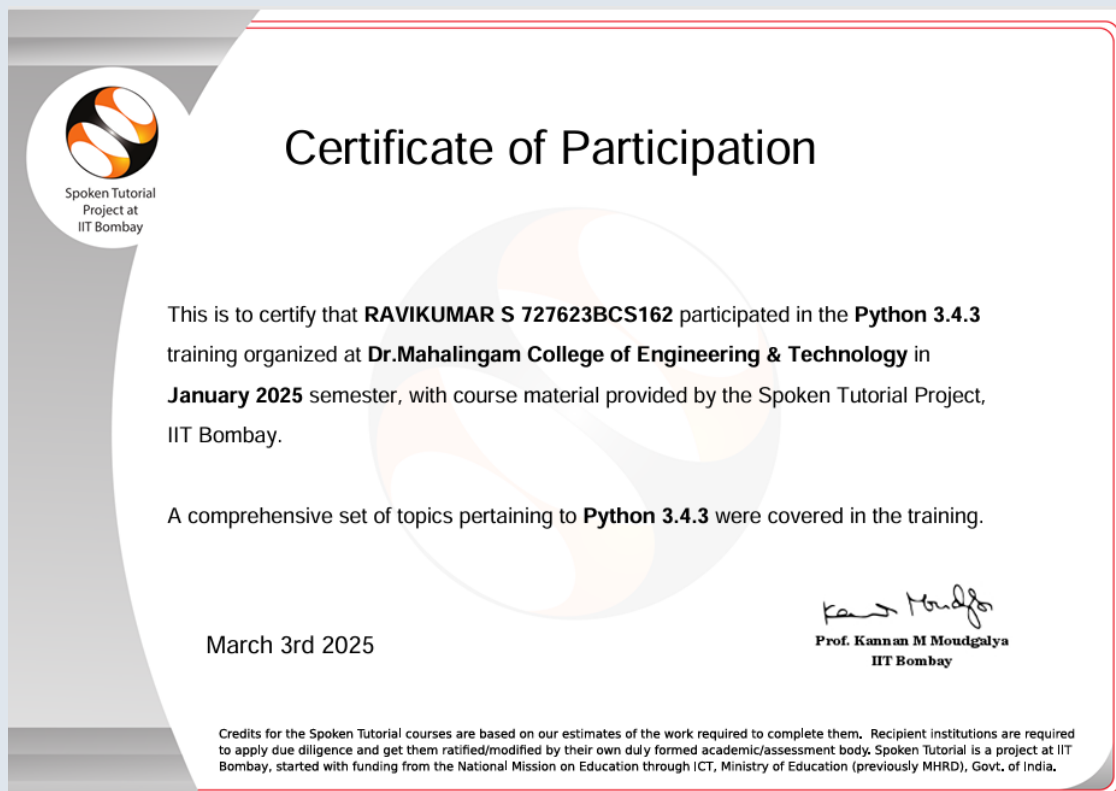 Spoken Tutorial
Project at
IIT Bombay
Certificate of Participation
This is to certify that RAVIKUMAR S 727623BCS162 participated in the Python 3.4.3
training organized at Dr.Mahalingam College of Engineering & Technology in
January 2025 semester, with course material provided by the Spoken Tutorial Project,
IIT Bombay.
A comprehensive set of topics pertaining to Python 3.4.3 were covered in the training.
March 3rd 2025
Prof. Kannan M Moudgalya
IIT Bombay
Credits for the Spoken Tutorial courses are based on our estimates of the work required to complete them. Recipient institutions are required
to apply due diligence and get them ratified/modified by their own duly formed academic/assessment body. Spoken Tutorial is a project at IIT
Bombay, started with funding from the National Mission on Education through ICT, Ministry of Education (previously MHRD), Govt. of India.